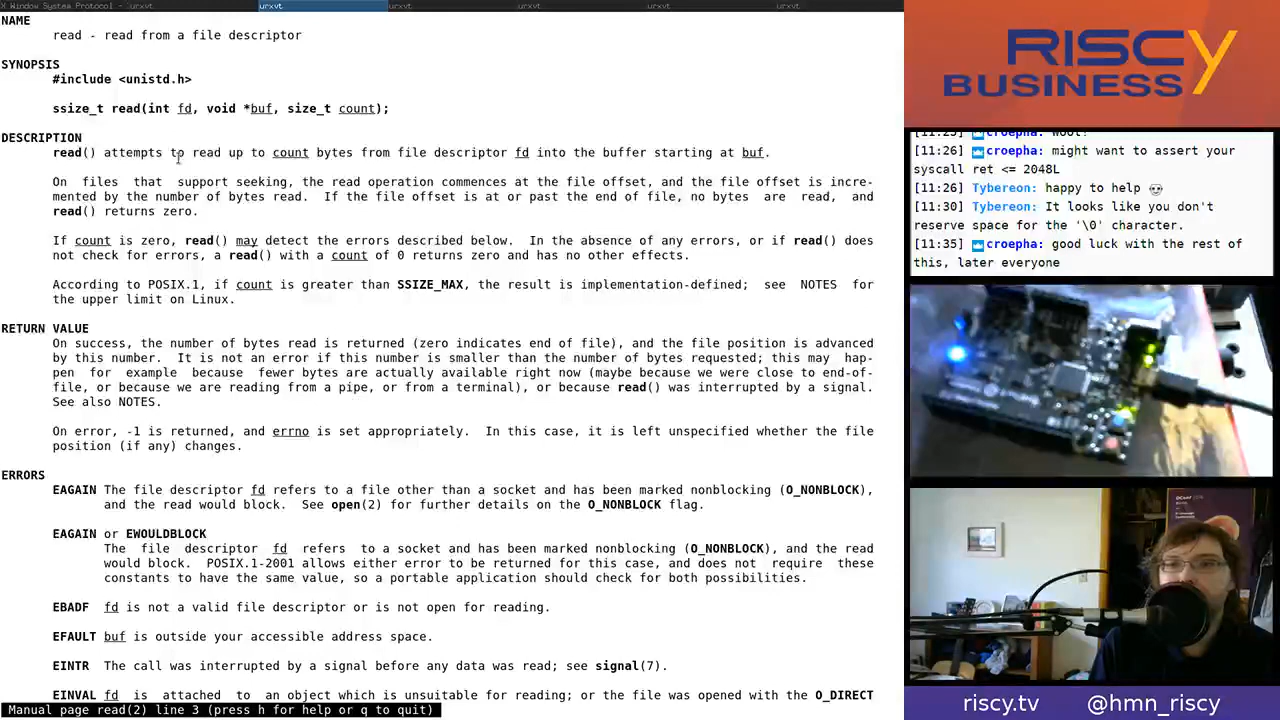 X Window System Protocol - urxvt urxvt urxvt urxvt urxvt urxvt
NAME
read - read from a file descriptor
SYNOPSIS
#include <unistd.h>
ssize_t read(int fd, void *buf, size_t count);
DESCRIPTION
read() attempts to read up to count bytes from file descriptor fd into the buffer starting at buf.
On files that support seeking, the read operation commences at the file offset, and the file offset is incre-
mented by the number of bytes read. If the file offset is at or past the end of file, no bytes are read, and
read() returns zero.
If count is zero, read() may detect the errors described below. In the absence of any errors, or if read() does
not check for errors, a read() with a count of 0 returns zero and has no other effects.
According to POSIX.1, if count is greater than SSIZE_MAX, the result is implementation-defined; see NOTES for
the upper limit on Linux.
RETURN VALUE
On success, the number of bytes read is returned (zero indicates end of file), and the file position is advanced
by this number. It is not an error if this number is smaller than the number of bytes requested; this may hap-
pen for example because fewer bytes are actually available right now (maybe because we were close to end-of-
file, or because we are reading from a pipe, or from a terminal), or because read() was interrupted by a signal.
See also NOTES.
On error, -1 is returned, and errno is set appropriately. In this case, it is left unspecified whether the file
position (if any) changes.
ERRORS
EAGAIN The file descriptor fd refers to a file other than a socket and has been marked nonblocking (O_NONBLOCK),
and the read would block. See open(2) for further details on the O_NONBLOCK flag.
EAGAIN or EWOULDBLOCK
The file descriptor fd refers to a socket and has been marked nonblocking (O_NONBLOCK), and the read
would block. POSIX.1-2001 allows either error to be returned for this case, and does not require these
constants to have the same value, so a portable application should check for both possibilities.
EBADF fd is not a valid file descriptor or is not open for reading.
EFAULT buf is outside your accessible address space.
EINTR The call was interrupted by a signal before any data was read; see signal(7).
EINVAL fd is attached to an object which is unsuitable for reading; or the file was opened with the O_DIRECT
Manual page read(2) line 3 (press h for help or q to quit)
RISCY
BUSINESS
[11:25] croepha: woot!
[11:26] croepha: might want to assert your
syscall ret <= 2048L
[11:26] Tybereon: happy to help
[11:30] Tybereon: It looks like you don't
reserve space for the '\0' character.
[11:35] croepha: good luck with the rest of
this, later everyone
riscy.tv @hmn_riscy